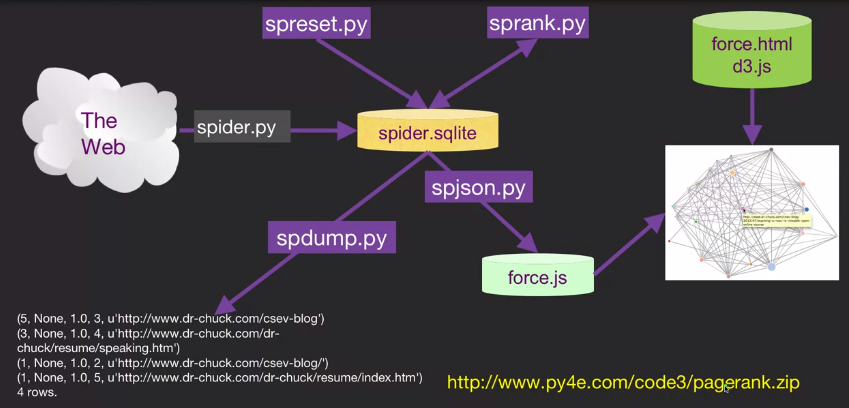 spreset.py
sprank.py
force.html
d3.js
The
Web
spider.py
spider.sqlite
spjson.py
spdump.py
force.js
(5, None, 1.0, 3, u'http://www.dr-chuck.com/csev-blog')
(3, None, 1.0, 4, u'http://www.dr-chuck.com/dr-
chuck/resume/speaking.htm')
(1, None, 1.0, 2, u'http://www.dr-chuck.com/csev-blog/')
(1, None, 1.0, 5, u'http://www.dr-chuck.com/dr-chuck/resume/index.htm')
4 rows.
http://www.py4e.com/code3/pagerank.zip